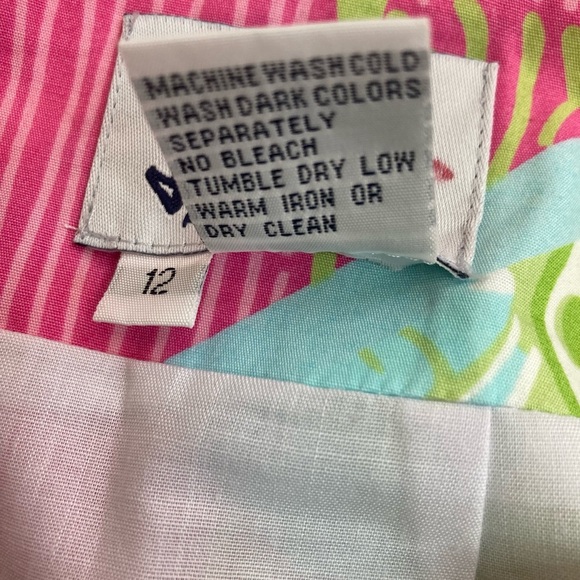 MACHINE WASH COLD
WASH DARK COLORS
SEPARATELY
NO BLEACH
TUMBLE DRY LOW
WARM IRON OR
DRY CLEAN
12